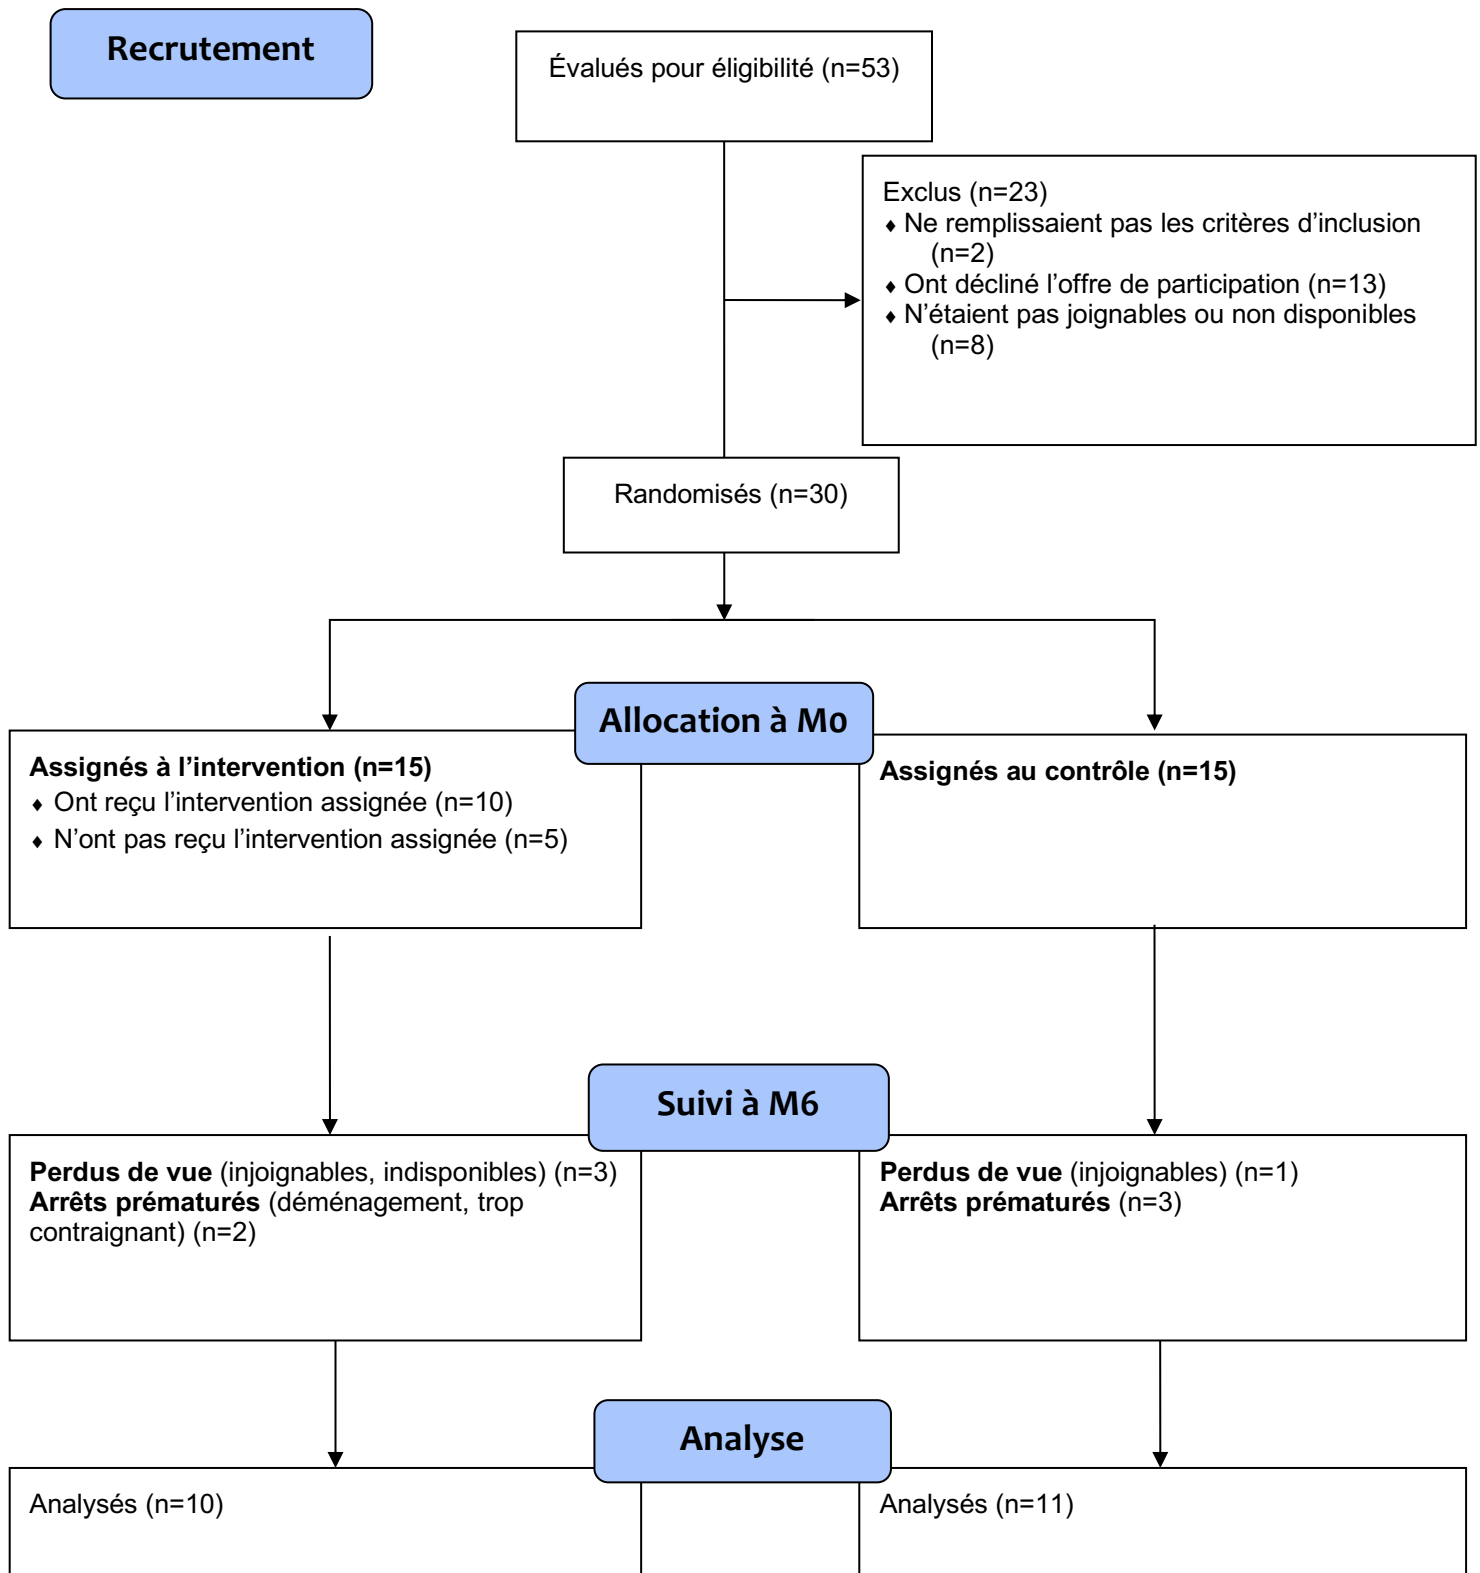 Recrutement
Évalués pour éligibilité (n=53)
Exclus (n=23)
♦ Ne remplissaient pas les critères d’inclusion
(n=2)
♦ Ont décliné l’offre de participation (n=13)
♦ N’étaient pas joignables ou non disponibles
(n=8)
Randomisés (n=30)
Allocation à M0
Assignés à l’intervention (n=15)
♦ Ont reçu l’intervention assignée (n=10)
♦ N’ont pas reçu l’intervention assignée (n=5)
Assignés au contrôle (n=15)
Suivi à M6
Perdus de vue (injoignables, indisponibles) (n=3)
Arrêts prématurés (déménagement, trop
contraignant) (n=2)
Perdus de vue (injoignables) (n=1)
Arrêts prématurés (n=3)
Analyse
Analysés (n=10)
Analysés (n=11)